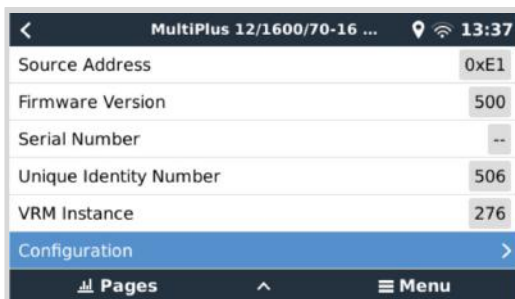 MultiPlus 12/1600/70-16 ... 13:37
Source Address 0xE1
Firmware Version 500
Serial Number --
Unique Identity Number 506
VRM Instance 276
Configuration
Pages Menu